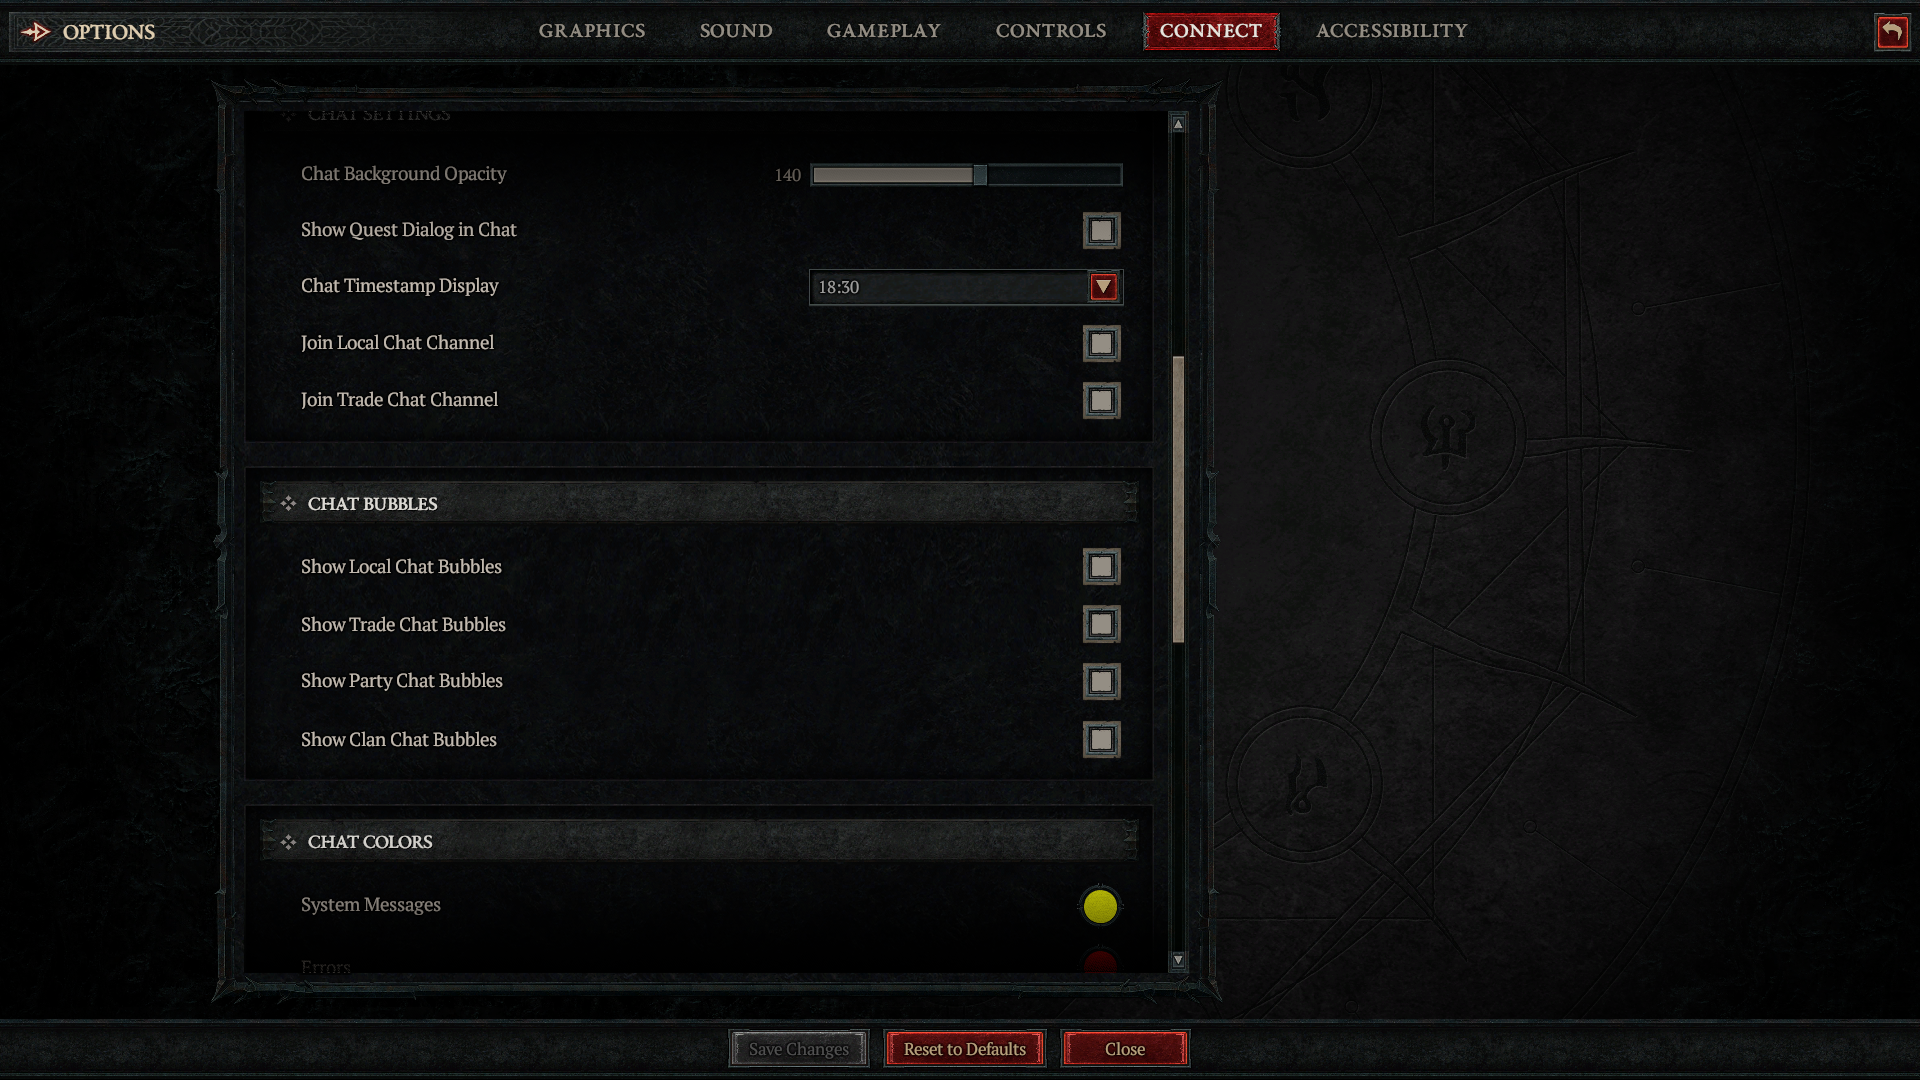 OPTIONS
GRAPHICS
SOUND
GAMEPLAY
CONTROLS
CONNECT
ACCESSIBILITY
CHAT SETTINGS
Chat Background Opacity
140
Show Quest Dialog in Chat
Chat Timestamp Display
18:30
Join Local Chat Channel
Join Trade Chat Channel
CHAT BUBBLES
Show Local Chat Bubbles
Show Trade Chat Bubbles
Show Party Chat Bubbles
Show Clan Chat Bubbles
CHAT COLORS
System Messages
Errors
Save Changes
Reset to Defaults
Close